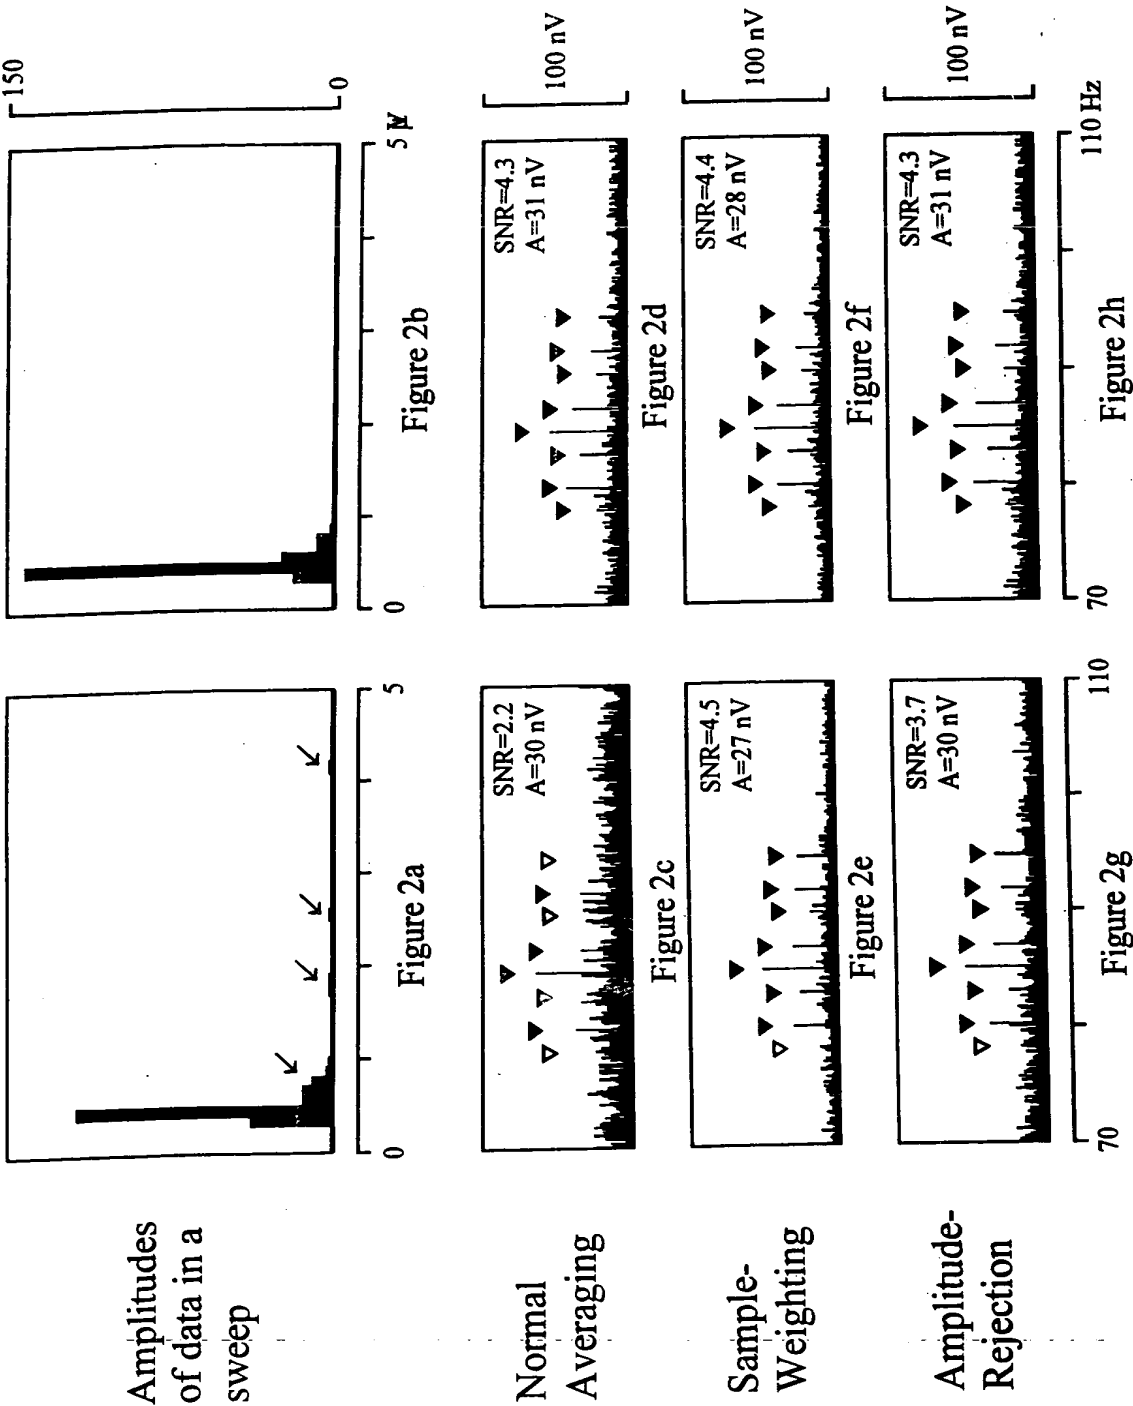 Amplitudes
of data in a
sweep
0
5
Figure 2a
150
0
0
5 µV
Figure 2b
Normal
Averaging
SNR=2.2
A=30 nV
Figure 2c
SNR=4.3
A=31 nV
100 nV
Figure 2d
Sample-
Weighting
SNR=4.5
A=27 nV
Figure 2e
SNR=4.4
A=28 nV
100 nV
Figure 2f
Amplitude-
Rejection
SNR=3.7
A=30 nV
70
110
Figure 2g
SNR=4.3
A=31 nV
100 nV
70
110 Hz
Figure 2h